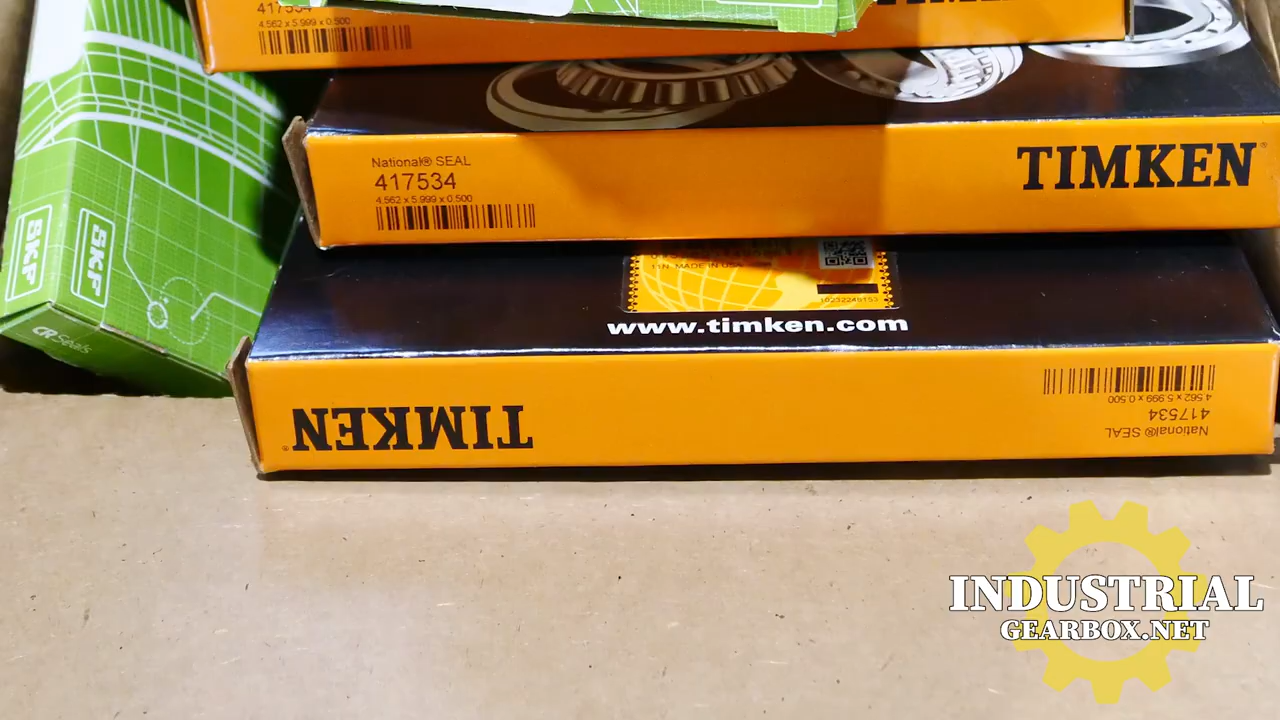 417534
4.562 x 5.999 x 0.500
National® SEAL
417534
4.562 x 5.999 x 0.500
TIMKEN®
SKF
SKF
CR Seals
MADE IN USA
10232248153
www.timken.com
TIMKEN®
4.562 x 5.999 x 0.500
417534
National® SEAL
INDUSTRIAL
GEARBOX.NET